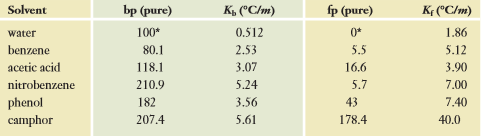 Solvent bp (pure) Kb (°C/m) fp (pure) Kf (°C/m)
water 100* 0.512 0* 1.86
benzene 80.1 2.53 5.5 5.12
acetic acid 118.1 3.07 16.6 3.90
nitrobenzene 210.9 5.24 5.7 7.00
phenol 182 3.56 43 7.40
camphor 207.4 5.61 178.4 40.0